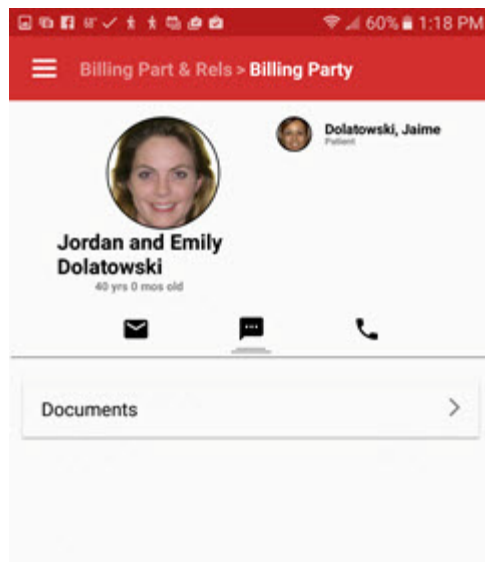 60% 1:18 PM
Billing Part & Rels > Billing Party
Dolatowski, Jaime
Patient
Jordan and Emily
Dolatowski
40 yrs 0 mos old
Documents